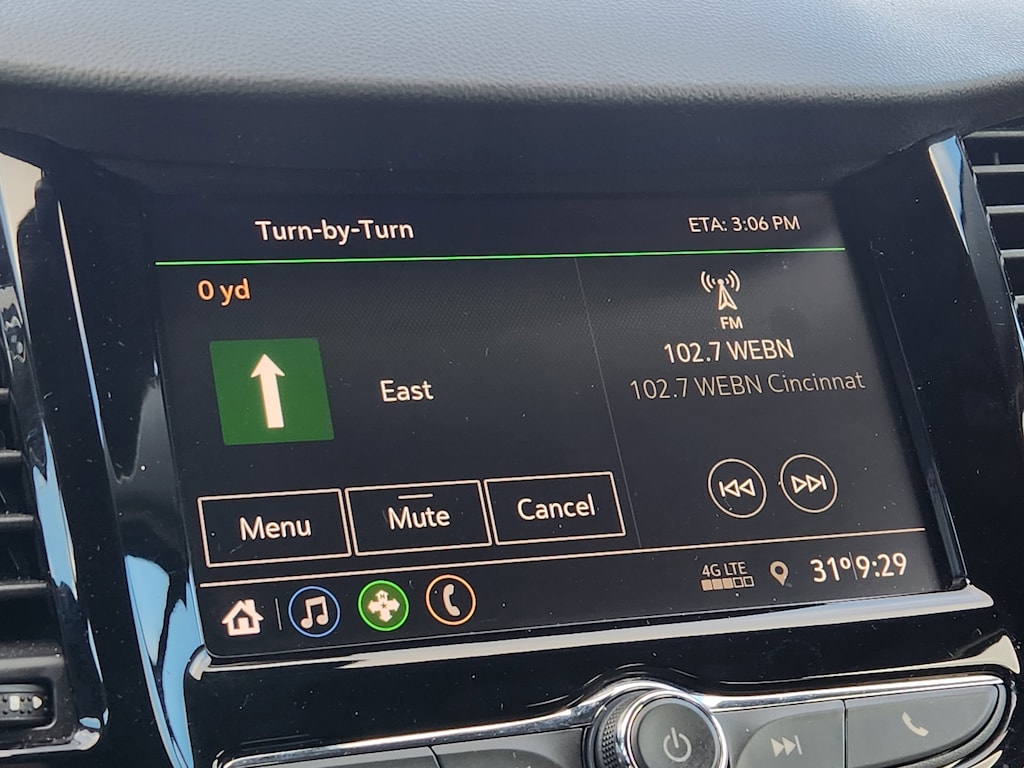 Turn-by-Turn
ETA: 3:06 PM
0 yd
East
FM
102.7 WEBN
102.7 WEBN Cincinnat
Menu
Mute
Cancel
N
4G LTE
31° 9:29